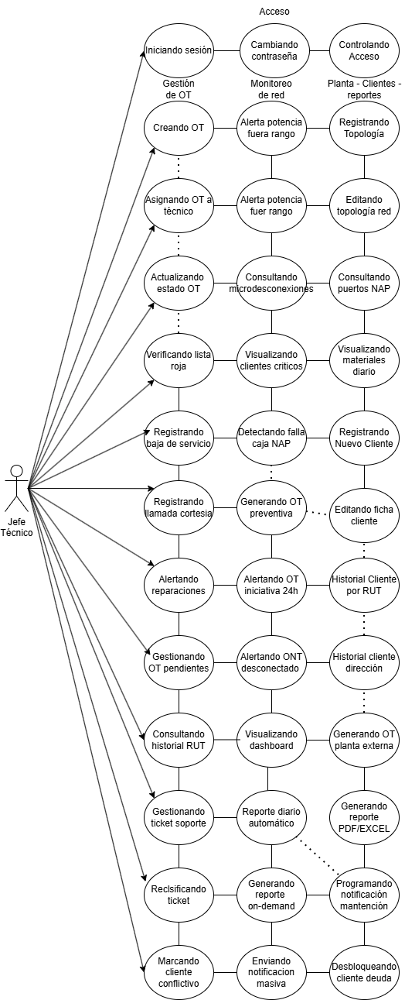 Acceso
Iniciando sesión
Cambiando
contraseña
Controlando
Acceso
Gestión
de OT
Monitoreo
de red
Planta - Clientes -
reportes
Creando OT
Alerta potencia
fuera rango
Registrando
Topología
Asignando OT a
técnico
Alerta potencia
fuer rango
Editando
topología red
Actualizando
estado OT
Consultando
microdesconexiones
Consultando
puertos NAP
Verificando lista
roja
Visualizando
clientes criticos
Visualizando
materiales
diario
Registrando
baja de servicio
Detectando falla
caja NAP
Registrando
Nuevo Cliente
Registrando
llamada cortesia
Generando OT
preventiva
Editando ficha
cliente
Jefe
Técnico
Alertando
reparaciones
Alertando OT
iniciativa 24h
Historial Cliente
por RUT
Gestionando
OT pendientes
Alertando ONT
desconectado
Historial cliente
dirección
Consultando
historial RUT
Visualizando
dashboard
Generando OT
planta externa
Gestionando
ticket soporte
Reporte diario
automático
Generando
reporte
PDF/EXCEL
Reclsificando
ticket
Generando
reporte
on-demand
Programando
notificación
mantención
Marcando
cliente
conflictivo
Enviando
notificacion
masiva
Desbloqueando
cliente deuda